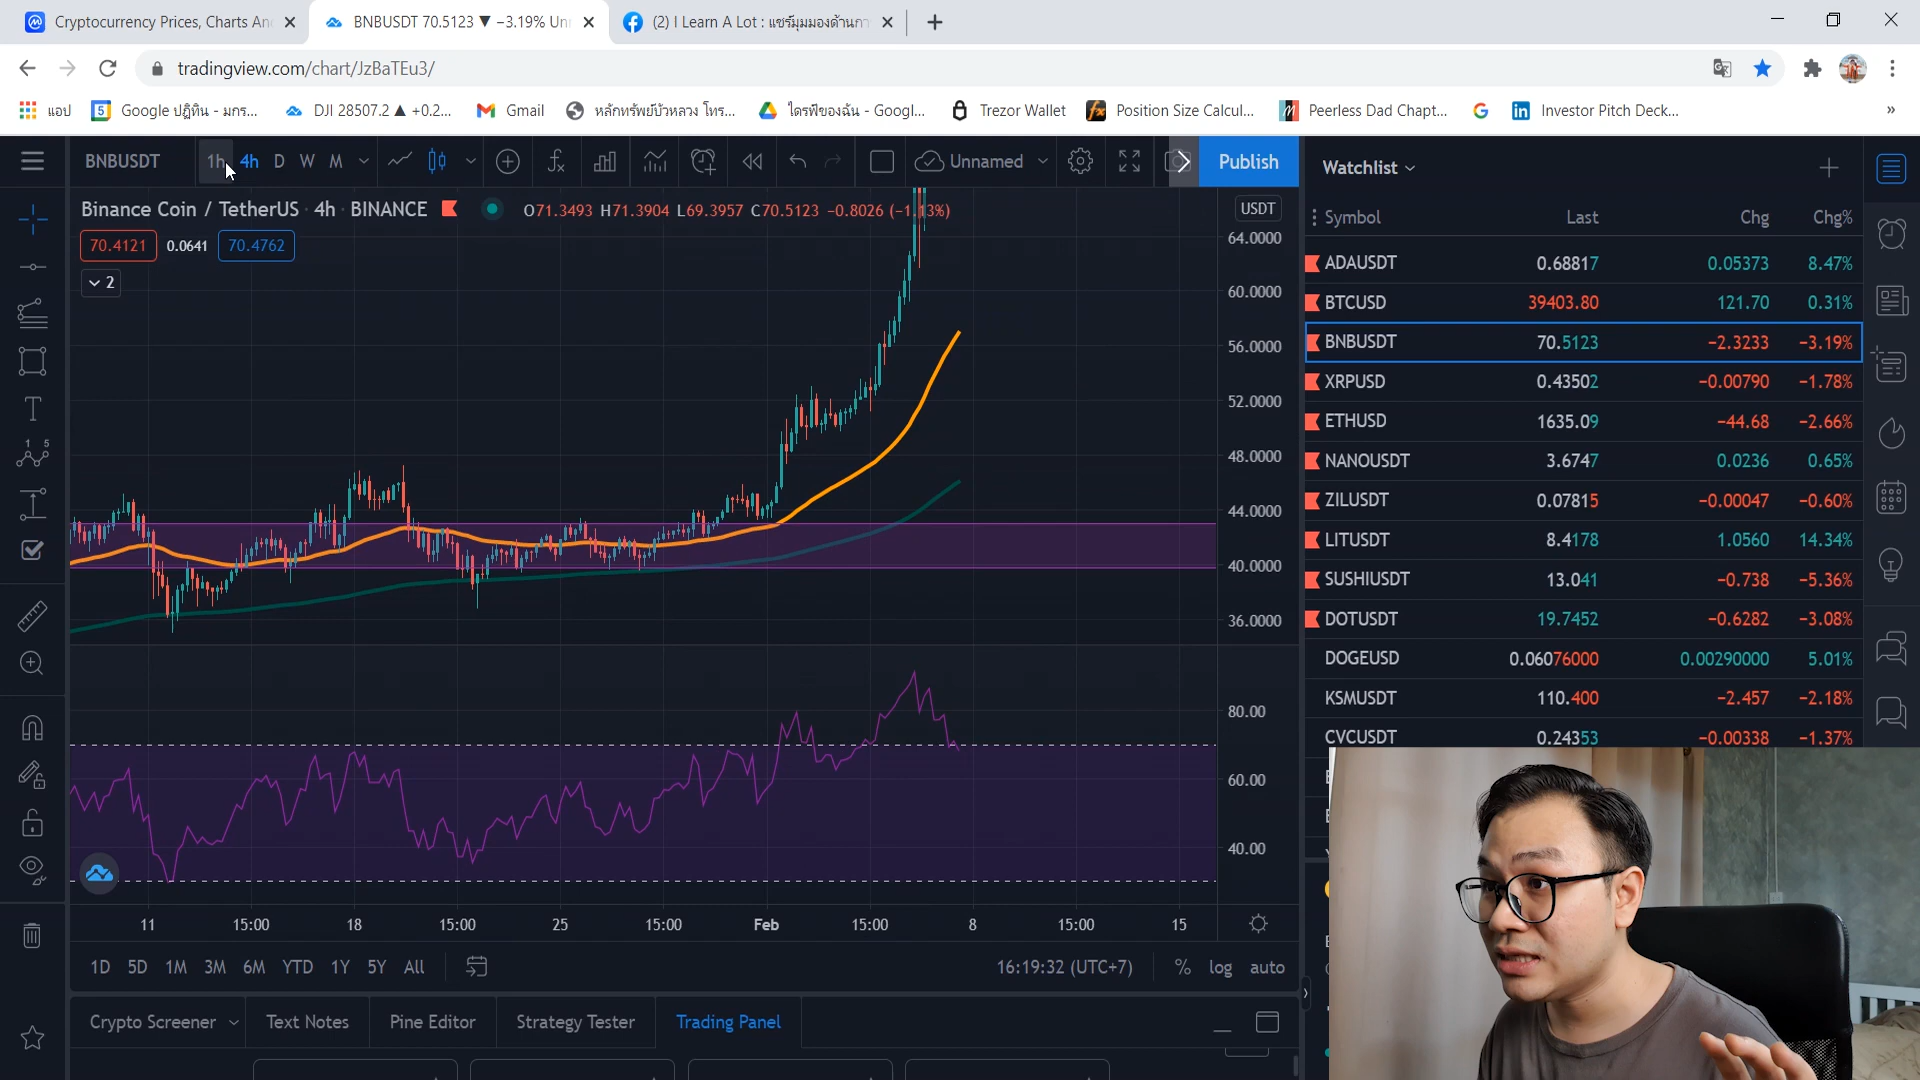 Cryptocurrency Prices, Charts An
BNBUSDT 70.5123 ▼ −3.19% Un
(2) I Learn A Lot : แชร์มุมมองด้านกา
tradingview.com/chart/JzBaTEu3/
แอป
Google ปฏิทิน - มกร...
DJI 28507.2 ▲ +0.2...
Gmail
หลักทรัพย์บัวหลวง โทร...
ไดรฟ์ของฉัน - Googl...
Trezor Wallet
Position Size Calcul...
Peerless Dad Chapt...
Investor Pitch Deck...
»
BNBUSDT
1h 4h D W M
Unnamed
Publish
Binance Coin / TetherUS · 4h · BINANCE
O71.3493 H71.3904 L69.3957 C70.5123 −0.8026
70.4121 0.0641 70.4762
2
USDT
64.0000
60.0000
56.0000
52.0000
48.0000
44.0000
40.0000
36.0000
80.00
60.00
40.00
11 15:00 18 15:00 25 15:00 Feb 15:00 8 15:00 15
1D 5D 1M 3M 6M YTD 1Y 5Y All
16:19:32 (UTC+7) % log auto
Crypto Screener Text Notes Pine Editor Strategy Tester Trading Panel
Watchlist
Symbol Last Chg Chg%
ADAUSDT 0.68817 0.05373 8.47%
BTCUSD 39403.80 121.70 0.31%
BNBUSDT 70.5123 −2.3233 −3.19%
XRPUSD 0.43502 −0.00790 −1.78%
ETHUSD 1635.09 −44.68 −2.66%
NANOUSDT 3.6747 0.0236 0.65%
ZILUSDT 0.07815 −0.00047 −0.60%
LITUSDT 8.4178 1.0560 14.34%
SUSHIUSDT 13.041 −0.738 −5.36%
DOTUSDT 19.7452 −0.6282 −3.08%
DOGEUSD 0.06076000 0.00290000 5.01%
KSMUSDT 110.400 −2.457 −2.18%
CVCUSDT 0.24353 −0.00338 −1.37%